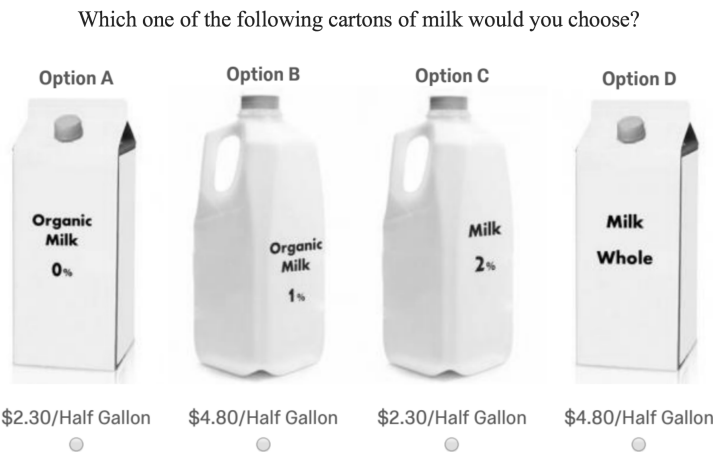 Which one of the following cartons of milk would you choose?
Option A
Option B
Option C
Option D
Organic
Milk
0%
Organic
Milk
1%
Milk
2%
Milk
Whole
$2.30/Half Gallon
$4.80/Half Gallon
$2.30/Half Gallon
$4.80/Half Gallon